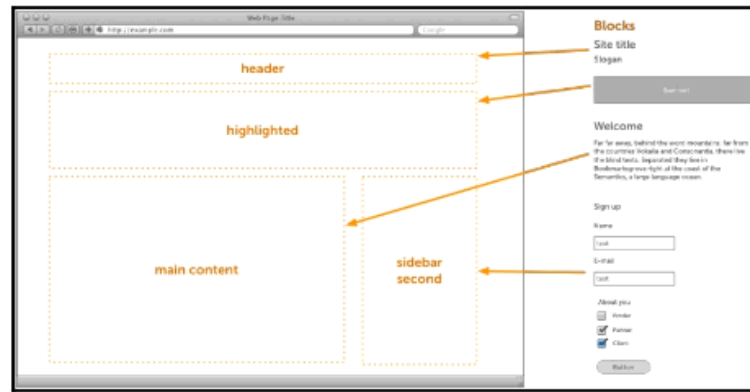 Web Page Title
http://example.com
Google
header
highlighted
main content
sidebar
second
Blocks
Site title
Slogan
Welcome
Far far away, behind the word mountains, far from
the countries Vokalia and Consonantia, there live
the blind texts. Separated they live in
Bookmarksgrove right at the coast of the
Semantics, a large language ocean.
Sign up
Name
text
E-mail
text
About you
Button